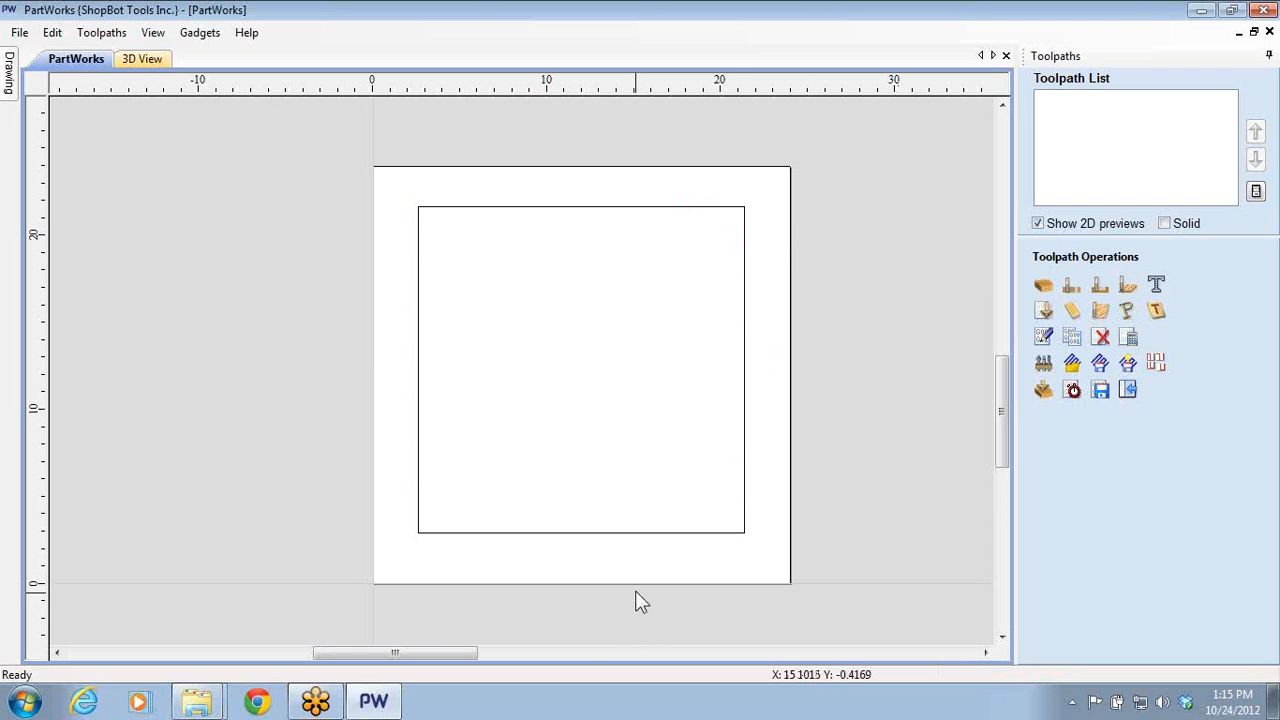 PartWorks {ShopBot Tools Inc.} - [PartWorks]
File Edit Toolpaths View Gadgets Help
PartWorks 3D View
Toolpaths
Drawing
-10 0 10 20 30
Toolpath List
20
Show 2D previews Solid
Toolpath Operations
10
0
Ready
X: 15.1013 Y: -0.4169
PW
1:15 PM
10/24/2012